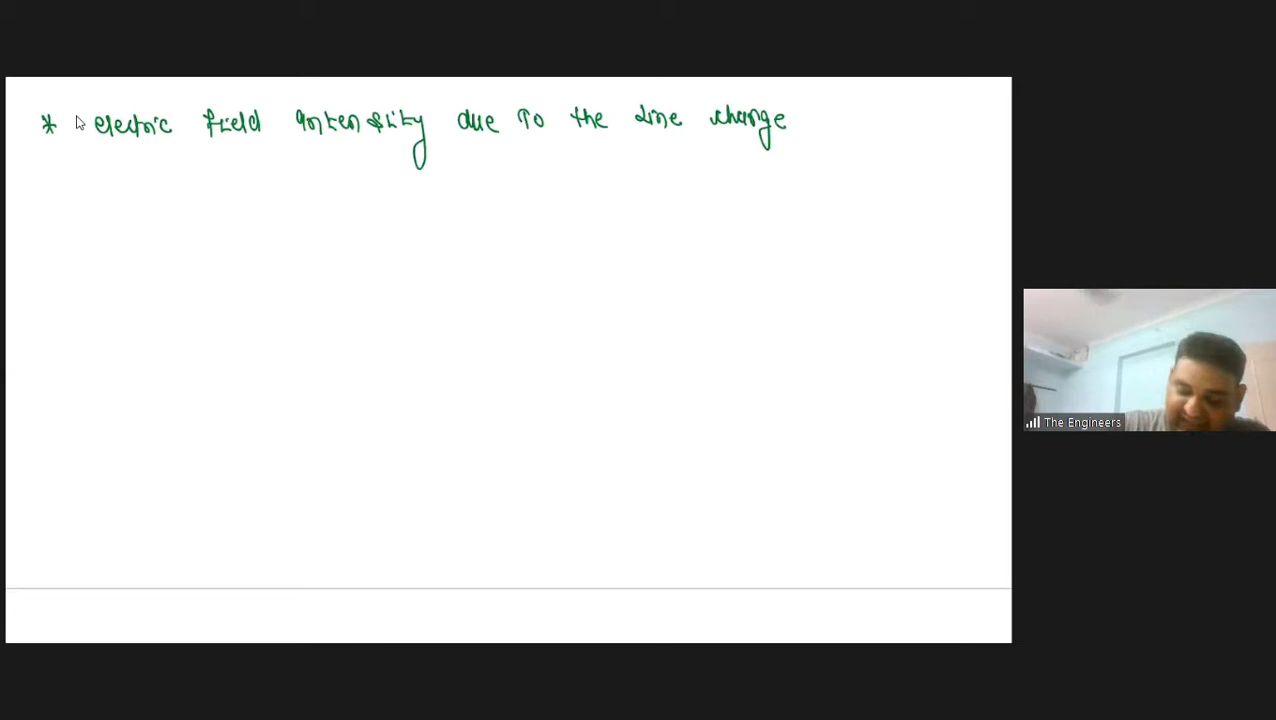 * electric field intensity due to the line charge
The Engineers